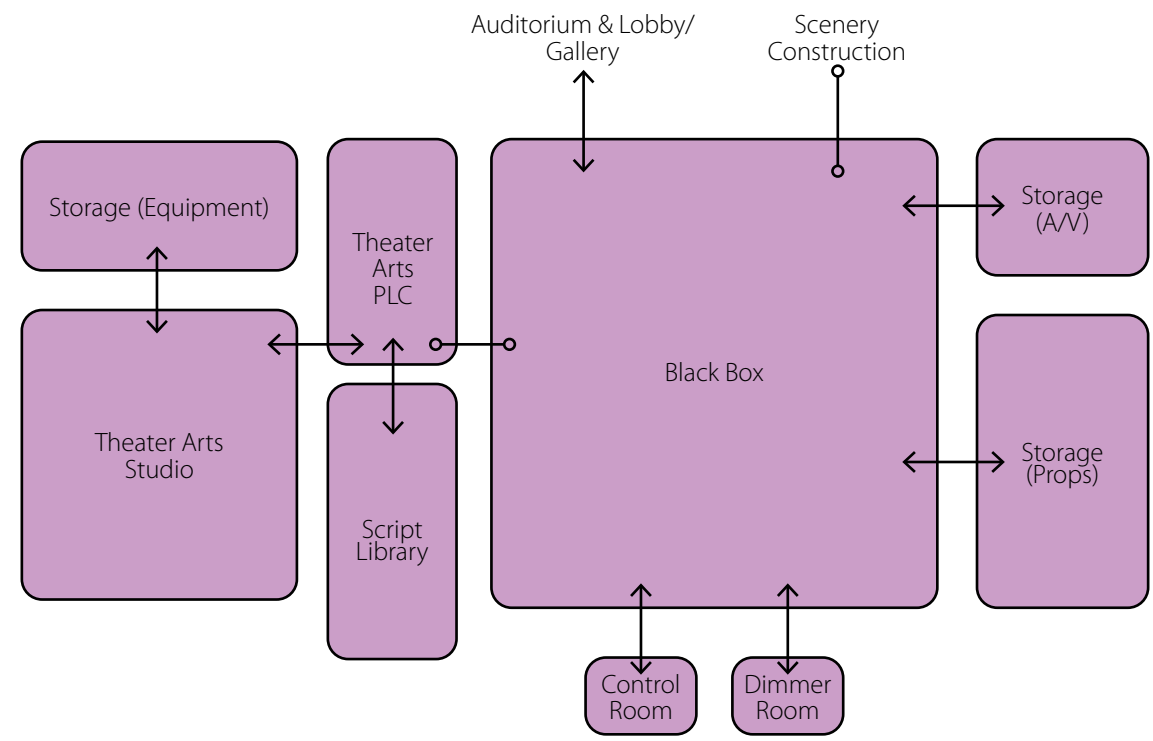 Auditorium & Lobby/
Gallery
Scenery
Construction
Storage (Equipment)
Theater
Arts
PLC
Storage
(A/V)
Black Box
Theater Arts
Studio
Storage
(Props)
Script
Library
Control
Room
Dimmer
Room